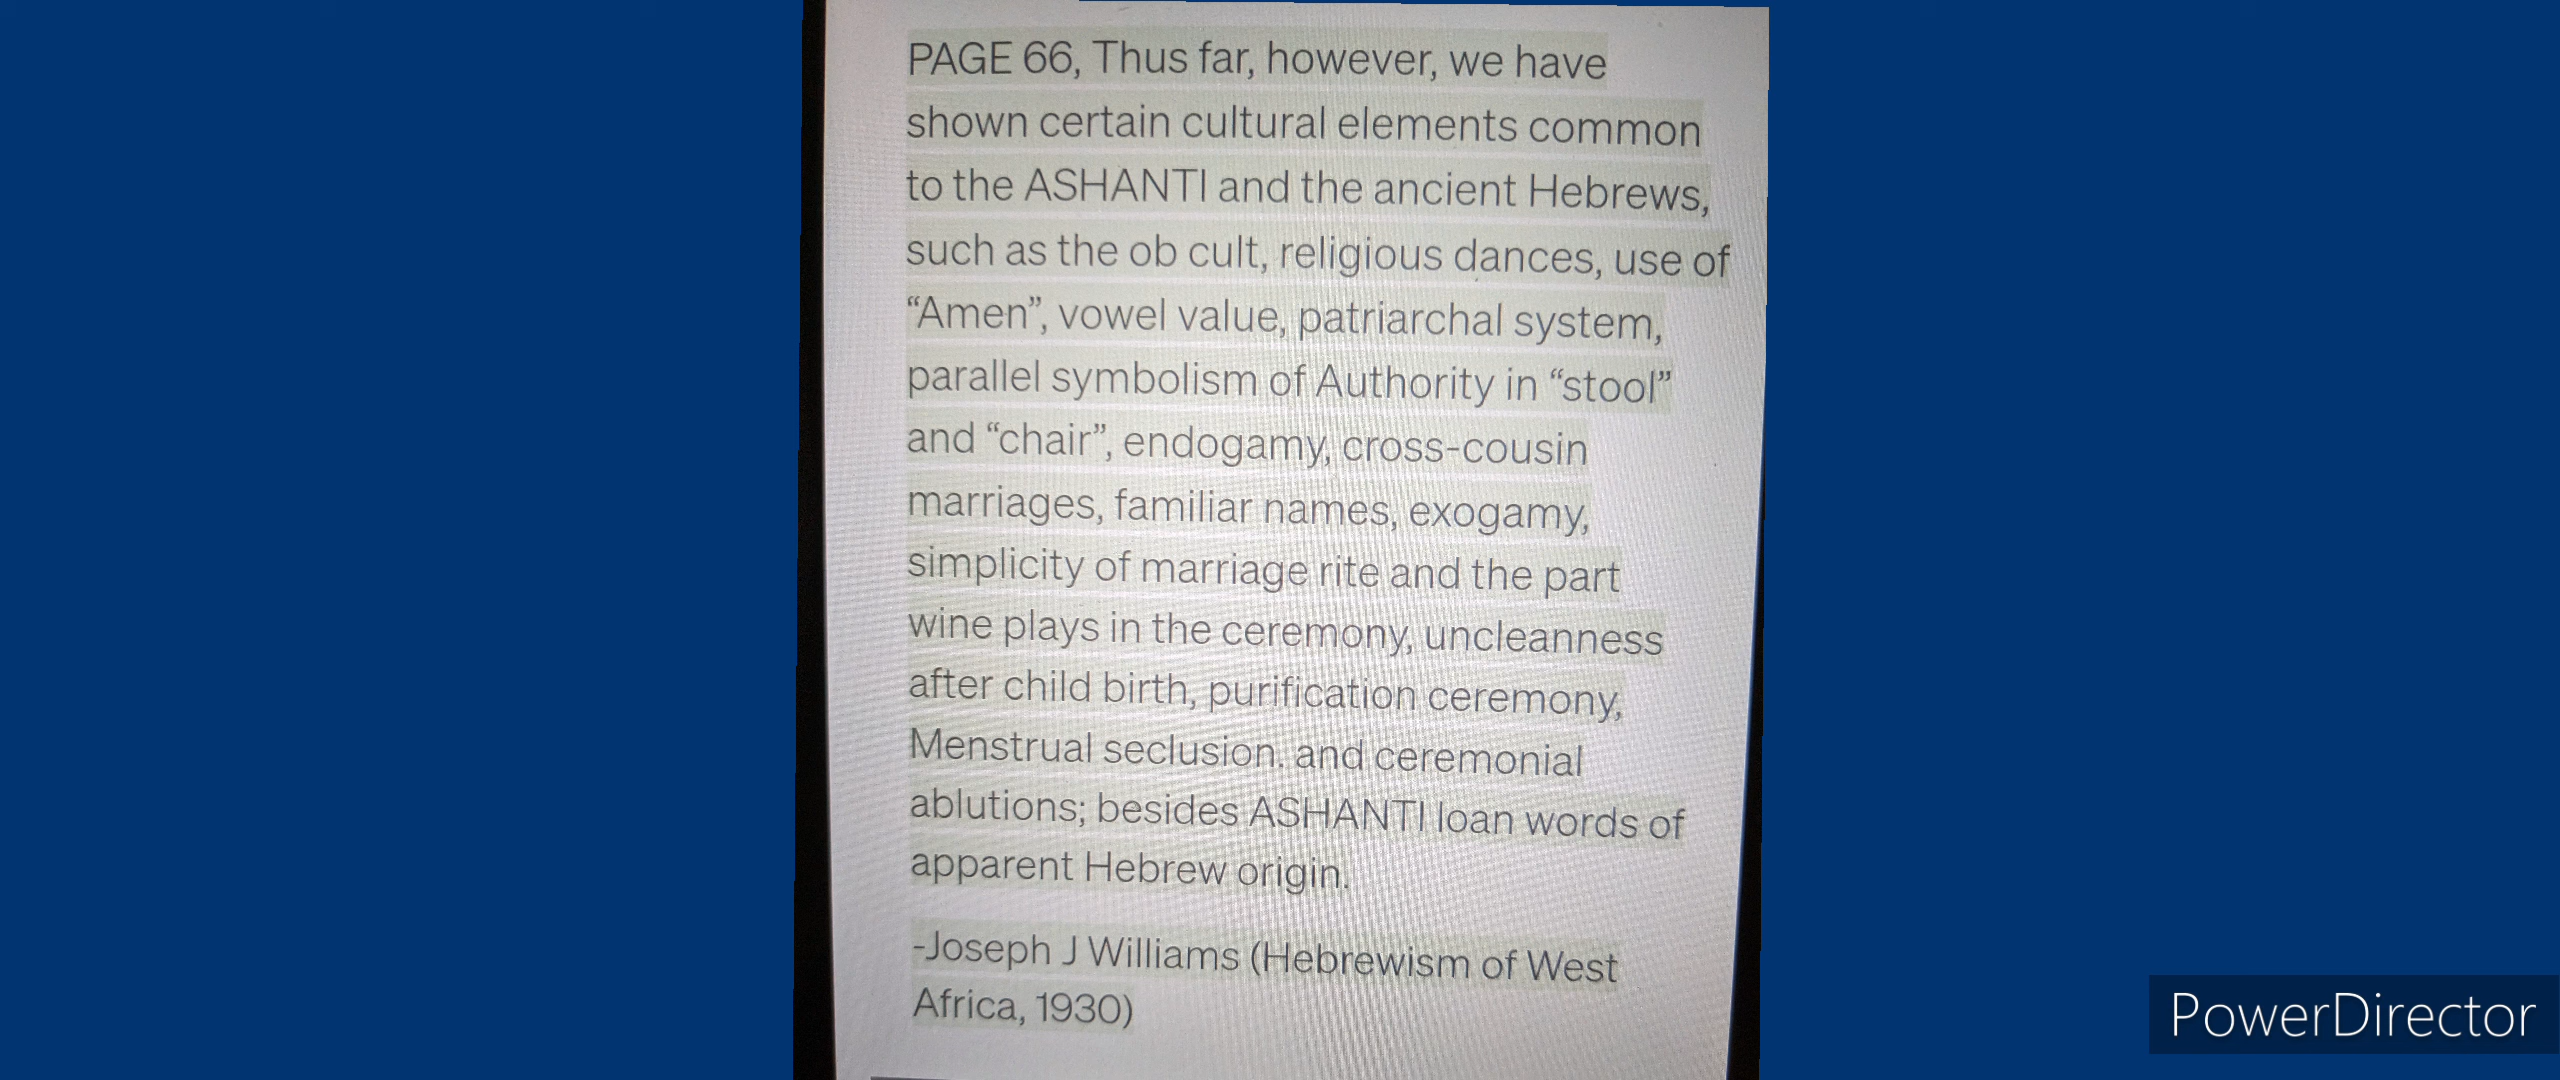 PAGE 66, Thus far, however, we have
shown certain cultural elements common
to the ASHANTI and the ancient Hebrews,
such as the ob cult, religious dances, use of
“Amen”, vowel value, patriarchal system,
parallel symbolism of Authority in “stool”
and “chair”, endogamy, cross-cousin
marriages, familiar names, exogamy,
simplicity of marriage rite and the part
wine plays in the ceremony, uncleanness
after child birth, purification ceremony,
Menstrual seclusion. and ceremonial
ablutions; besides ASHANTI loan words of
apparent Hebrew origin.
-Joseph J Williams (Hebrewism of West
Africa, 1930)
PowerDirector